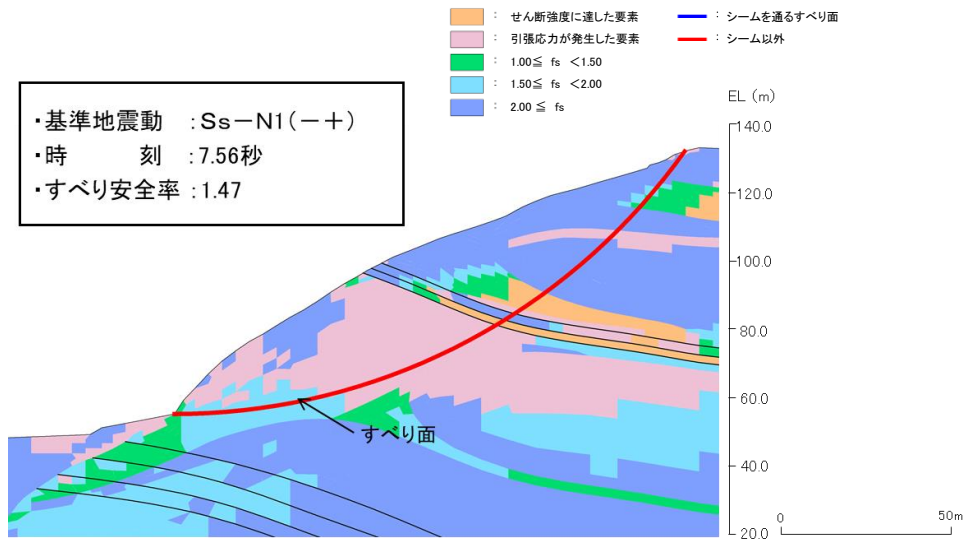 ： せん断強度に達した要素
： 引張応力が発生した要素
： 1.00≦ fs ＜1.50
： 1.50≦ fs ＜2.00
： 2.00 ≦ fs
： シームを通るすべり面
： シーム以外
・基準地震動 ：Ss－N1（－＋）
・時 刻 ：7.56秒
・すべり安全率 ：1.47
EL (m)
140.0
120.0
100.0
80.0
60.0
40.0
20.0
すべり面
0 50m